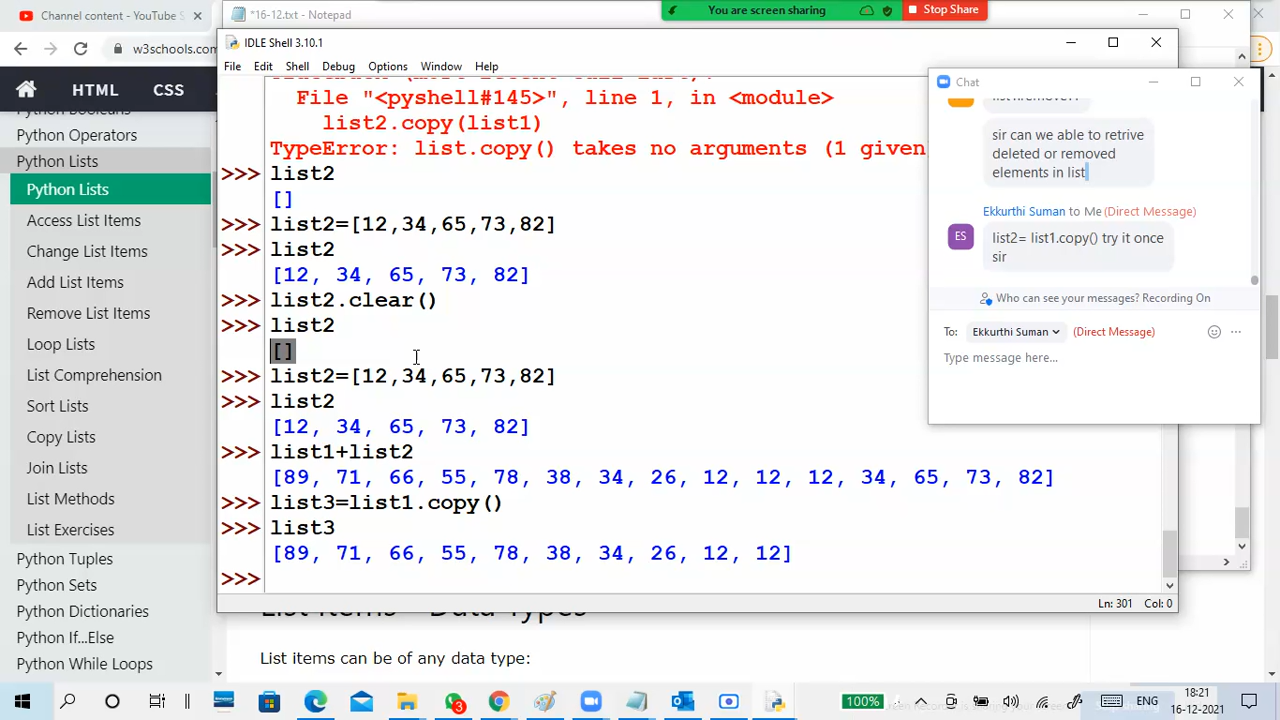 Channel content - YouTube S
*16-12.txt - Notepad
You are screen sharing
Stop Share
w3schools.com
HTML
CSS
Python Operators
Python Lists
Python Lists
Access List Items
Change List Items
Add List Items
Remove List Items
Loop Lists
List Comprehension
Sort Lists
Copy Lists
Join Lists
List Methods
List Exercises
Python Tuples
Python Sets
Python Dictionaries
Python If...Else
Python While Loops
IDLE Shell 3.10.1
File Edit Shell Debug Options Window Help
File "<pyshell#145>", line 1, in <module>
list2.copy(list1)
TypeError: list.copy() takes no arguments (1 given
>>> list2
[]
>>> list2=[12,34,65,73,82]
>>> list2
[12, 34, 65, 73, 82]
>>> list2.clear()
>>> list2
[]
>>> list2=[12,34,65,73,82]
>>> list2
[12, 34, 65, 73, 82]
>>> list1+list2
[89, 71, 66, 55, 78, 38, 34, 26, 12, 12, 12, 34, 65, 73, 82]
>>> list3=list1.copy()
>>> list3
[89, 71, 66, 55, 78, 38, 34, 26, 12, 12]
>>>
Ln: 301 Col: 0
List items can be of any data type:
Chat
sir can we able to retrive
deleted or removed
elements in list
Ekkurthi Suman to Me (Direct Message)
ES
list2= list1.copy() try it once
sir
Who can see your messages? Recording On
To: Ekkurthi Suman (Direct Message)
Type message here...
3
100%
ENG
18:21
16-12-2021